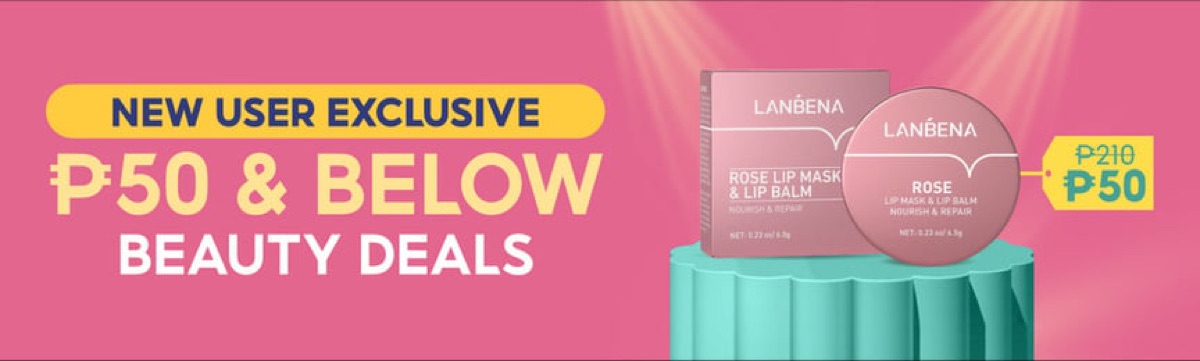 NEW USER EXCLUSIVE
₱50 & BELOW
BEAUTY DEALS
LANBENA
ROSE LIP MASK
& LIP BALM
NOURISH & REPAIR
NET: 0.23 oz/ 6.5g
LANBENA
ROSE
LIP MASK & LIP BALM
NOURISH & REPAIR
NET: 0.23 oz/ 6.5g
₱210
₱50